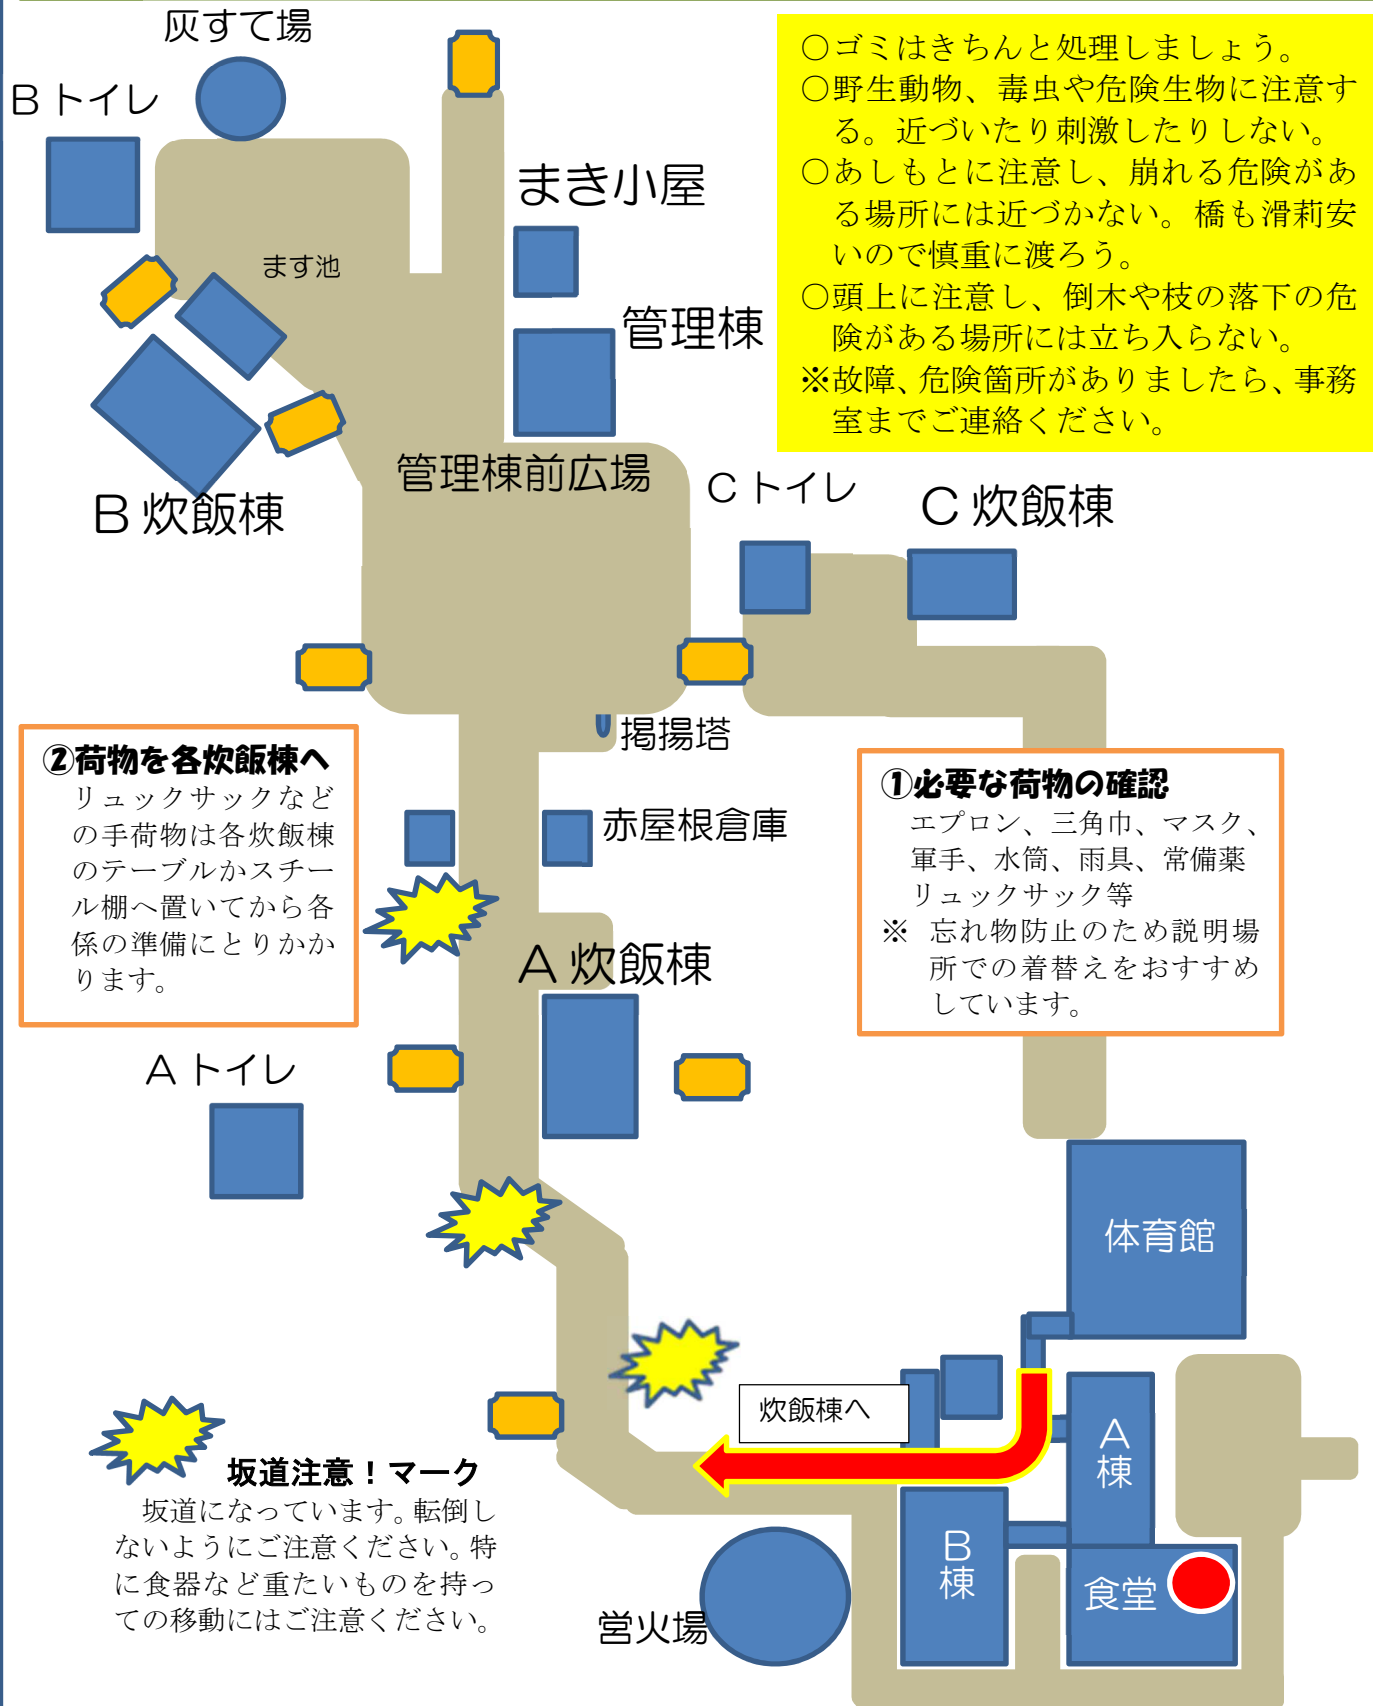 灰すて場
Bトイレ
○ゴミはきちんと処理しましょう。
○野生動物、毒虫や危険生物に注意す
る。近づいたり刺激したりしない。
○あしもとに注意し、崩れる危険があ
る場所には近づかない。橋も滑莉安
いので慎重に渡ろう。
○頭上に注意し、倒木や枝の落下の危
険がある場所には立ち入らない。
※故障、危険箇所がありましたら、事務
室までご連絡ください。
まき小屋
ます池
管理棟
管理棟前広場
B炊飯棟
Cトイレ
C炊飯棟
掲揚塔
②荷物を各炊飯棟へ
リュックサックなど
の手荷物は各炊飯棟
のテーブルかスチー
ル棚へ置いてから各
係の準備にとりかか
ります。
①必要な荷物の確認
エプロン、三角巾、マスク、
軍手、水筒、雨具、常備薬
リュックサック等
※ 忘れ物防止のため説明場
所での着替えをおすすめ
しています。
赤屋根倉庫
A炊飯棟
Aトイレ
体育館
炊飯棟へ
A
棟
坂道注意！マーク
坂道になっています。転倒し
ないようにご注意ください。特
に食器など重たいものを持っ
ての移動にはご注意ください。
B
棟
食堂
営火場